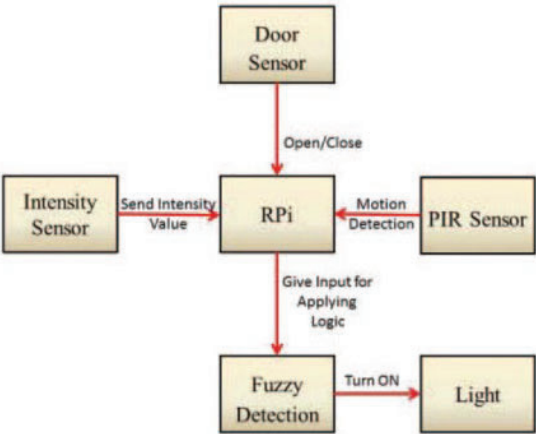 Door
Sensor
Open/Close
Intensity
Sensor
Send Intensity
Value
RPi
Motion
Detection
PIR Sensor
Give Input for
Applying
Logic
Fuzzy
Detection
Turn ON
Light